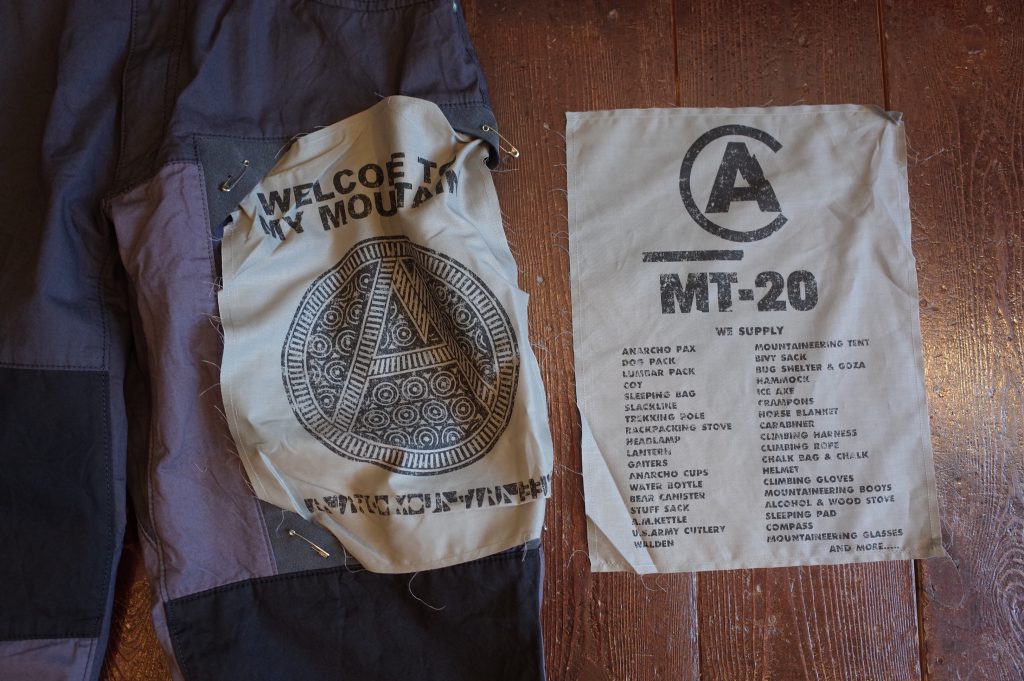 WELCOE TO
MY MOUTAIN
A
CA
MT-20
WE SUPPLY
ANARCHO PAX
DOG PACK
LUMBAR PACK
COT
SLEEPING BAG
SLACKLINE
TREKKING POLE
BACKPACKING STOVE
HEADLAMP
LANTERN
GAITERS
ANARCHO CUPS
WATER BOTTLE
BEAR CANISTER
STUFF SACK
A.M.KETTLE
U.S.ARMY CUTLERY
WALDEN
MOUNTAINEERING TENT
BIVY SACK
BUG SHELTER & GOZA
HAMMOCK
ICE AXE
CRAMPONS
HORSE BLANKET
CARABINER
CLIMBING HARNESS
CLIMBING ROPE
CHALK BAG & CHALK
HELMET
CLIMBING GLOVES
MOUNTAINEERING BOOTS
ALCOHOL & WOOD STOVE
SLEEPING PAD
COMPASS
MOUNTAINEERING GLASSES
AND MORE.....